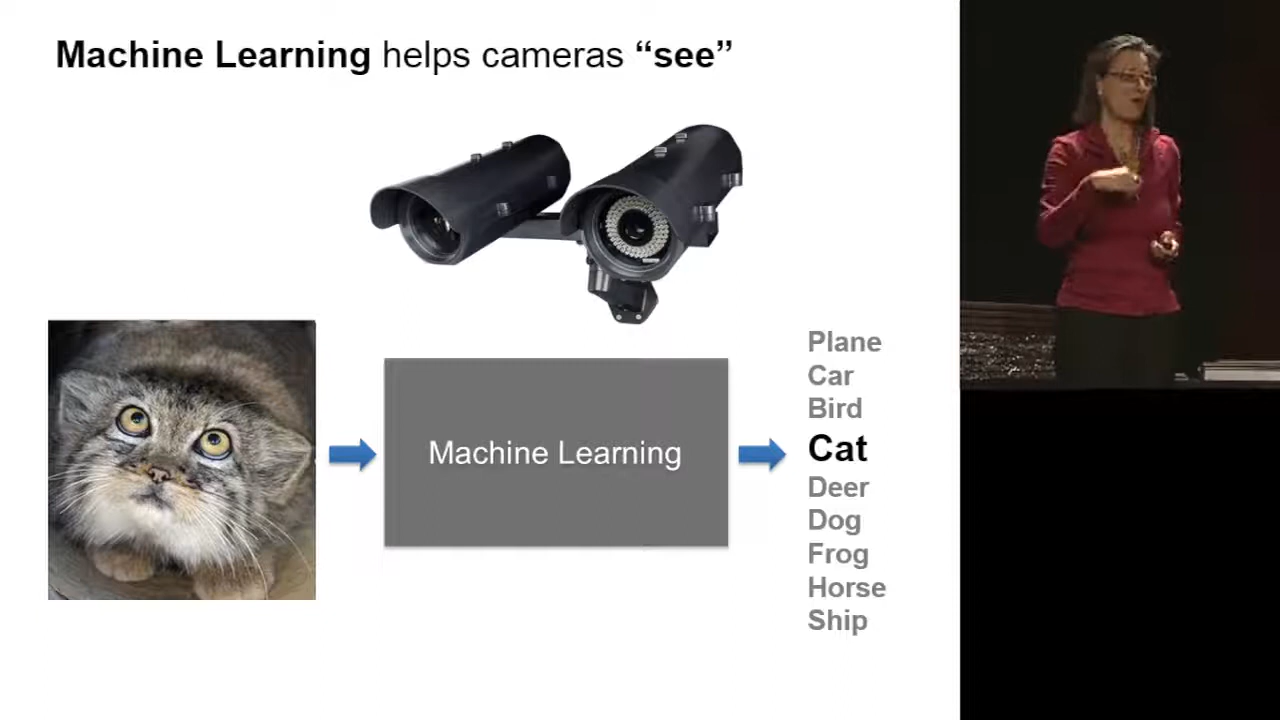 Machine Learning helps cameras “see”
Machine Learning
Plane
Car
Bird
Cat
Deer
Dog
Frog
Horse
Ship